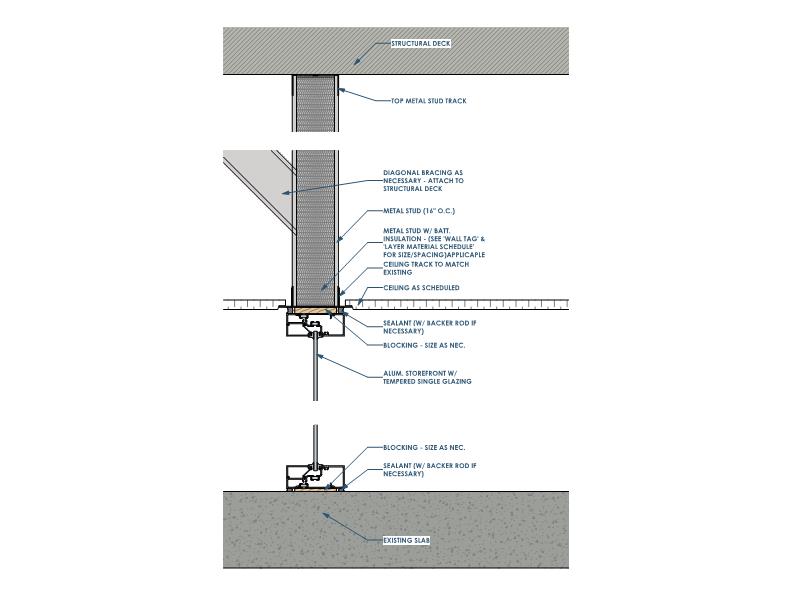 STRUCTURAL DECK
TOP METAL STUD TRACK
DIAGONAL BRACING AS
NECESSARY - ATTACH TO
STRUCTURAL DECK
METAL STUD (16" O.C.)
METAL STUD W/ BATT.
INSULATION - (SEE 'WALL TAG' &
'LAYER MATERIAL SCHEDULE'
FOR SIZE/SPACING)APPLICAPLE
CEILING TRACK TO MATCH
EXISTING
CEILING AS SCHEDULED
SEALANT (W/ BACKER ROD IF
NECESSARY)
BLOCKING - SIZE AS NEC.
ALUM. STOREFRONT W/
TEMPERED SINGLE GLAZING
BLOCKING - SIZE AS NEC.
SEALANT (W/ BACKER ROD IF
NECESSARY)
EXISTING SLAB